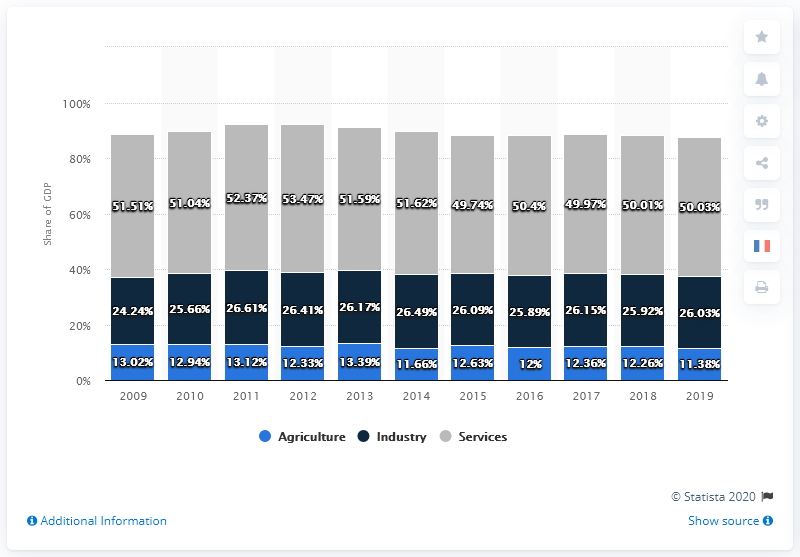 100%
80%
60%
40%
20%
0%
Share of GDP
51.51% 51.04% 52.37% 53.47% 51.59% 51.62% 49.74% 50.4% 49.97% 50.01% 50.03%
24.24% 25.66% 26.61% 26.41% 26.17% 26.49% 26.09% 25.89% 26.15% 25.92% 26.03%
13.02% 12.94% 13.12% 12.33% 13.39% 11.66% 12.63% 12% 12.36% 12.26% 11.38%
2009 2010 2011 2012 2013 2014 2015 2016 2017 2018 2019
Agriculture Industry Services
© Statista 2020
Additional Information Show source